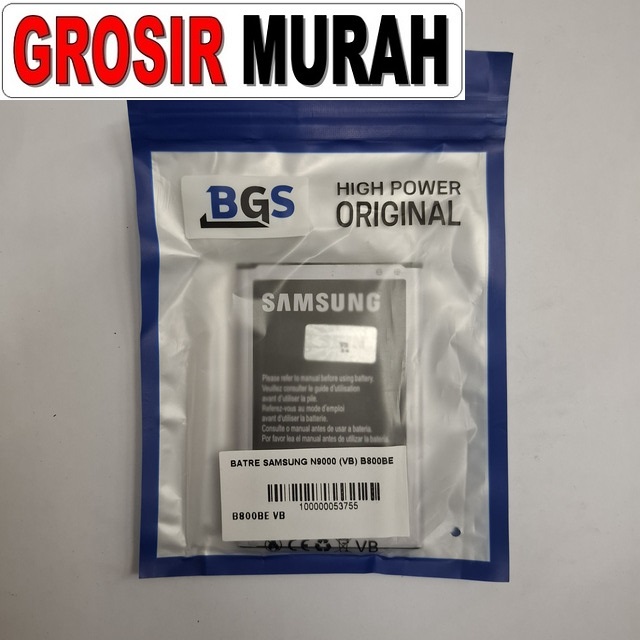 GROSIR MURAH
BGS
HIGH POWER
ORIGINAL
SAMSUNG
Please refer to manual before using battery.
Veuillez consulter le guide d'utilisation
avant d'utiliser la pile.
Referez-vous au mode d'emploi
avant d'utiliser la batterie.
Consulte o manual antes de usar a bateria.
Por favor lea el manual antes de utilizar la batería.
BATRE SAMSUNG N9000 (VB) B800BE
100000053755
B800BE VB
VB